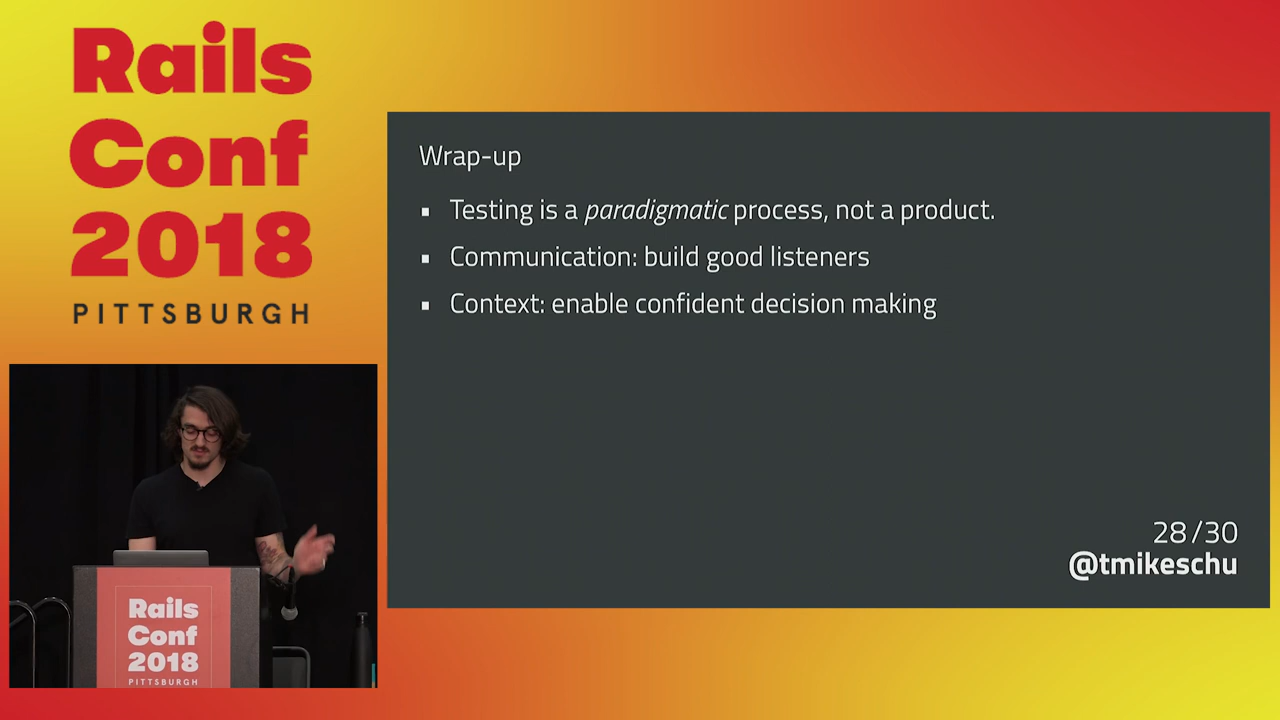 Rails
Conf
2018
PITTSBURGH
Wrap-up
▪ Testing is a paradigmatic process, not a product.
▪ Communication: build good listeners
▪ Context: enable confident decision making
28/30
@tmikeschu
Rails
Conf
2018
PITTSBURGH